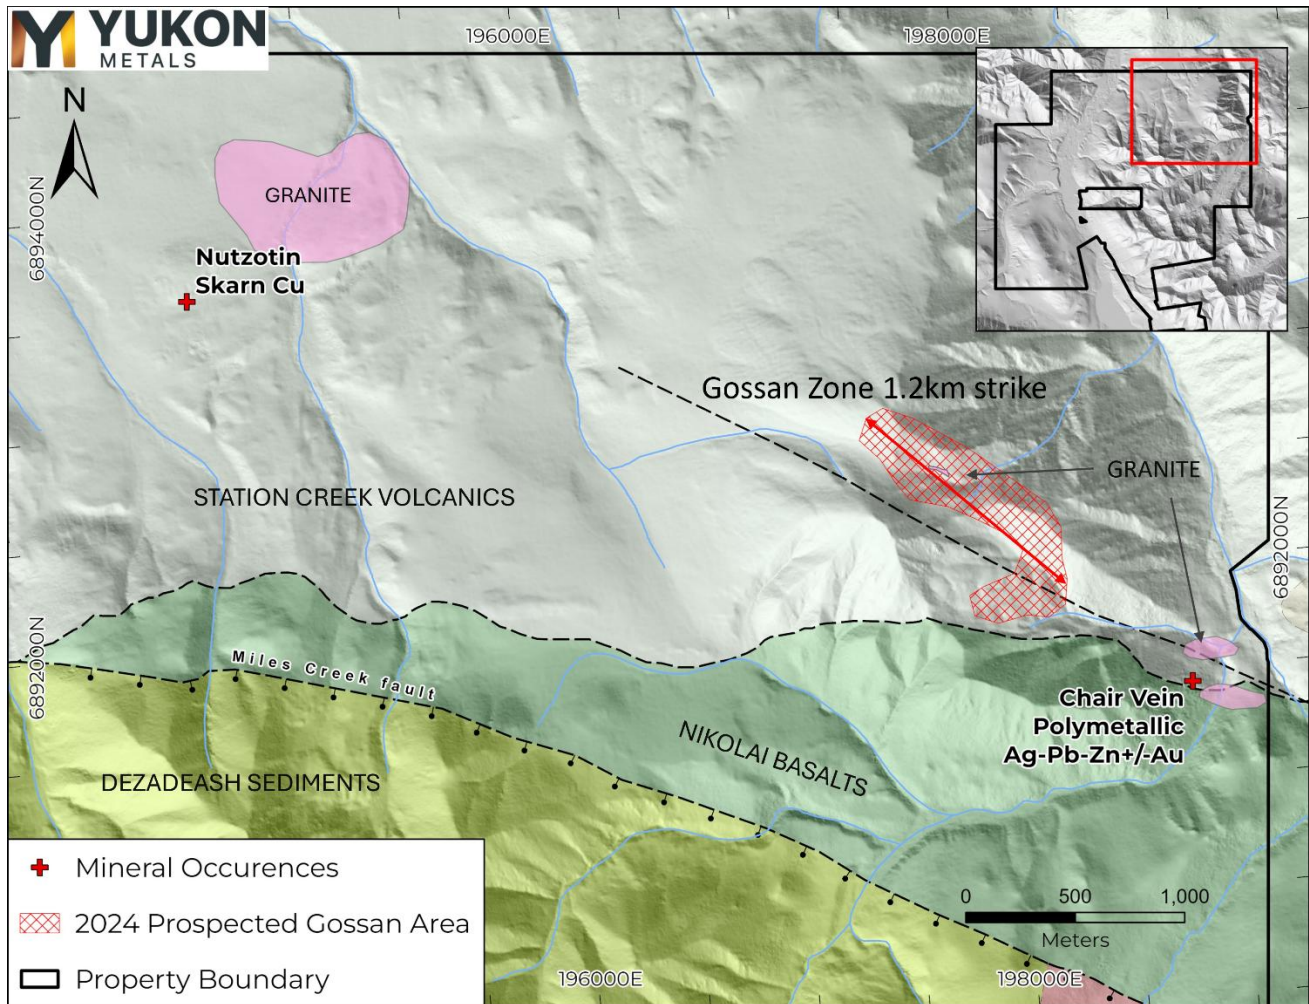 YUKON
METALS
196000E
198000E
N
GRANITE
6894000N
Nutzotin
Skarn Cu
Gossan Zone 1.2km strike
GRANITE
STATION CREEK VOLCANICS
6892000N
6892000N
Miles Creek fault
Chair Vein
Polymetallic
Ag-Pb-Zn+/-Au
NIKOLAI BASALTS
DEZADEASH SEDIMENTS
Mineral Occurences
2024 Prospected Gossan Area
Property Boundary
0 500 1,000
Meters
196000E
198000E